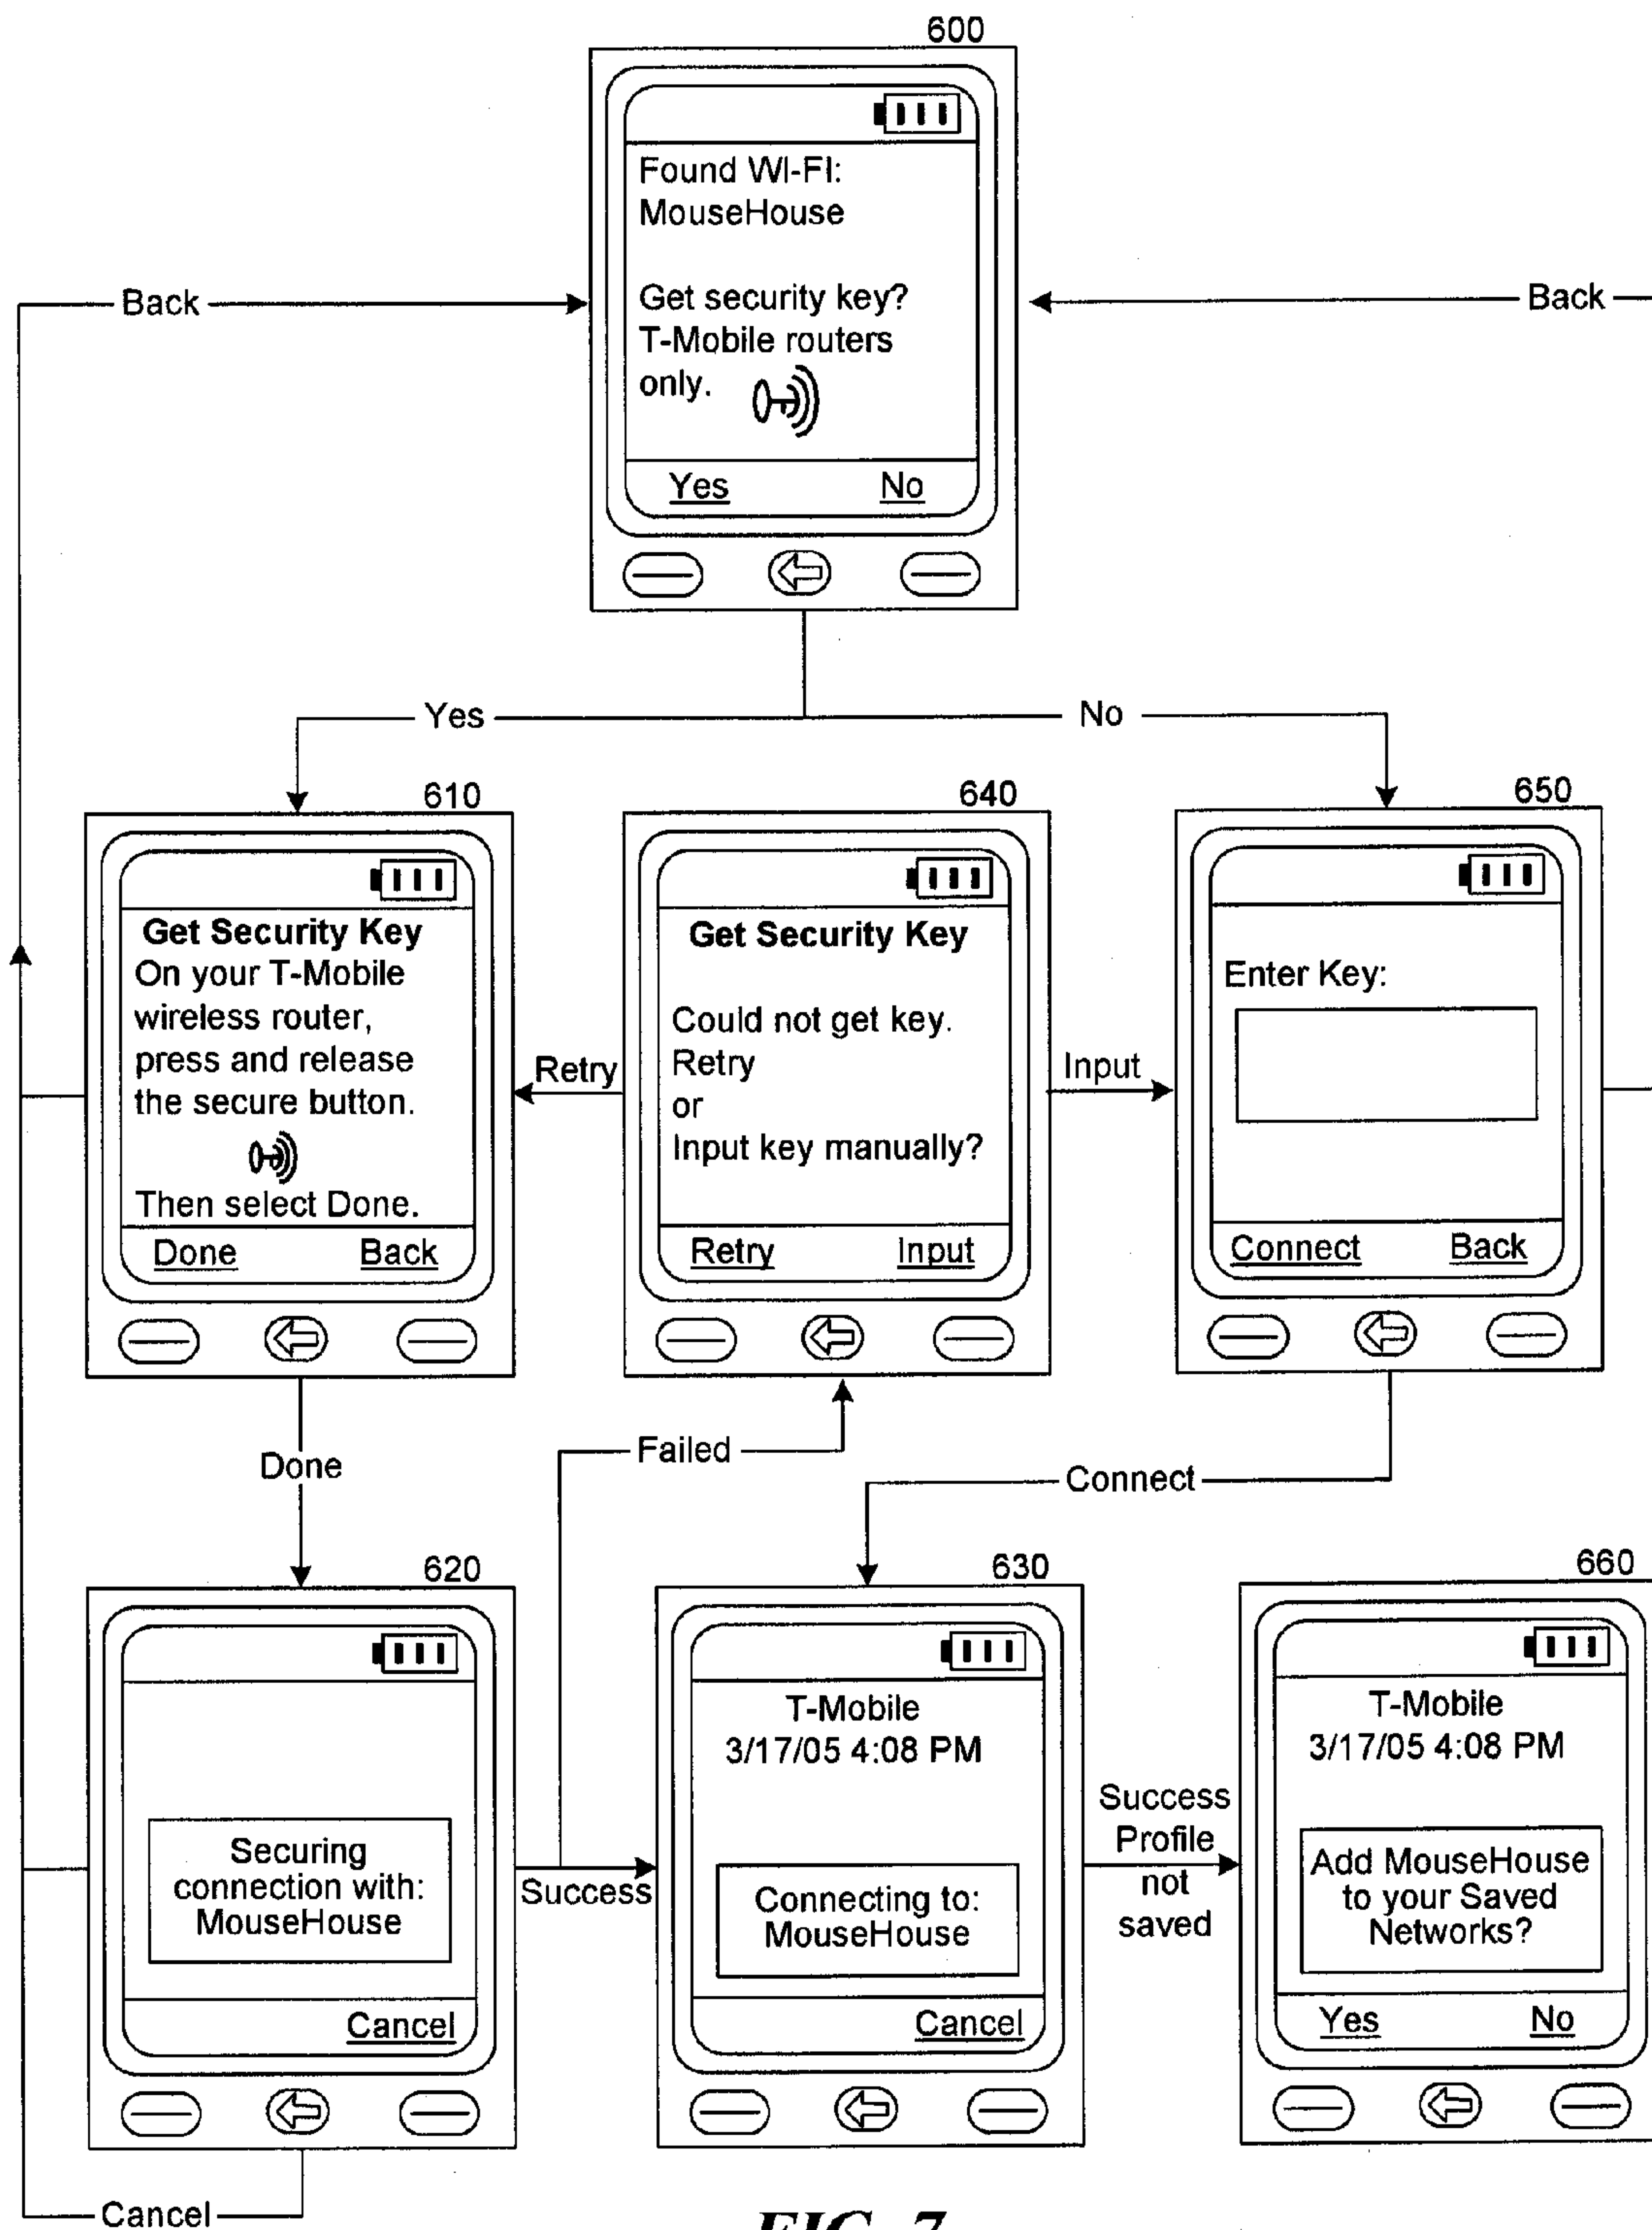 600
Found WI-FI:
MouseHouse
Get security key?
T-Mobile routers
only.
Yes No
Back
Back
Yes
No
610
Get Security Key
On your T-Mobile
wireless router,
press and release
the secure button.
Then select Done.
Done Back
Retry
640
Get Security Key
Could not get key.
Retry
or
Input key manually?
Retry Input
Input
650
Enter Key:
Connect Back
Done
Failed
Connect
620
Securing
connection with:
MouseHouse
Cancel
Success
630
T-Mobile
3/17/05 4:08 PM
Connecting to:
MouseHouse
Cancel
Success
Profile
not
saved
660
T-Mobile
3/17/05 4:08 PM
Add MouseHouse
to your Saved
Networks?
Yes No
Cancel
FIG. 7